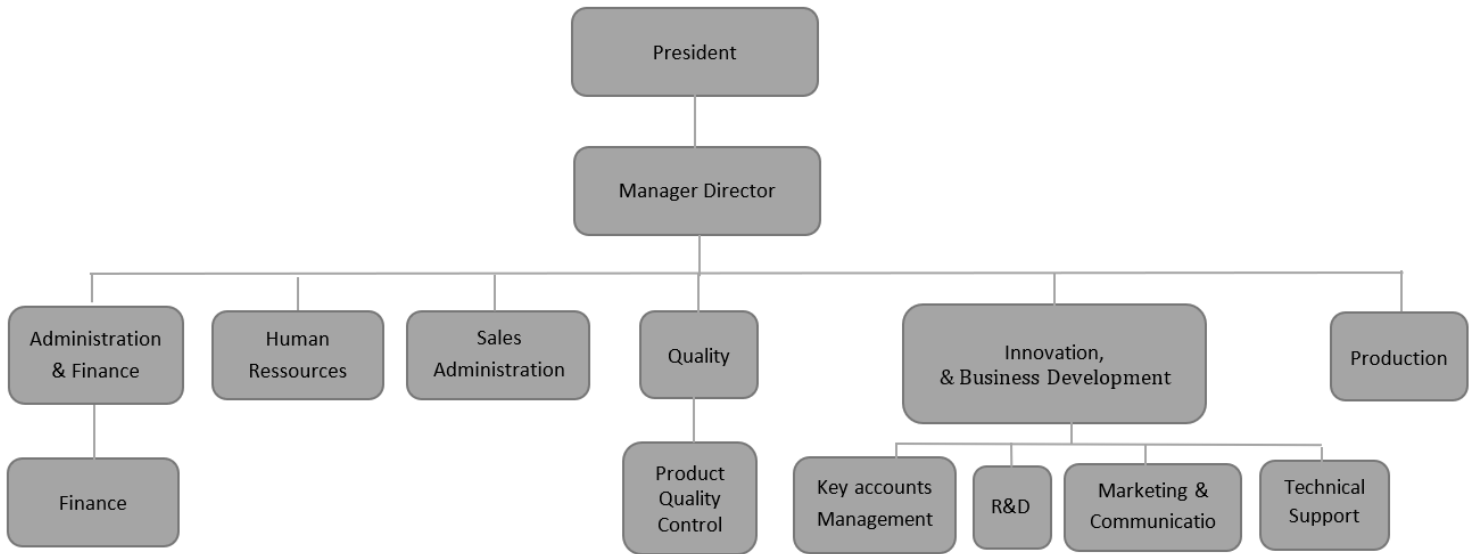 President
Manager Director
Administration
& Finance
Human
Ressources
Sales
Administration
Quality
Innovation,
& Business Development
Production
Finance
Product
Quality
Control
Key accounts
Management
R&D
Marketing &
Communicatio
Technical
Support